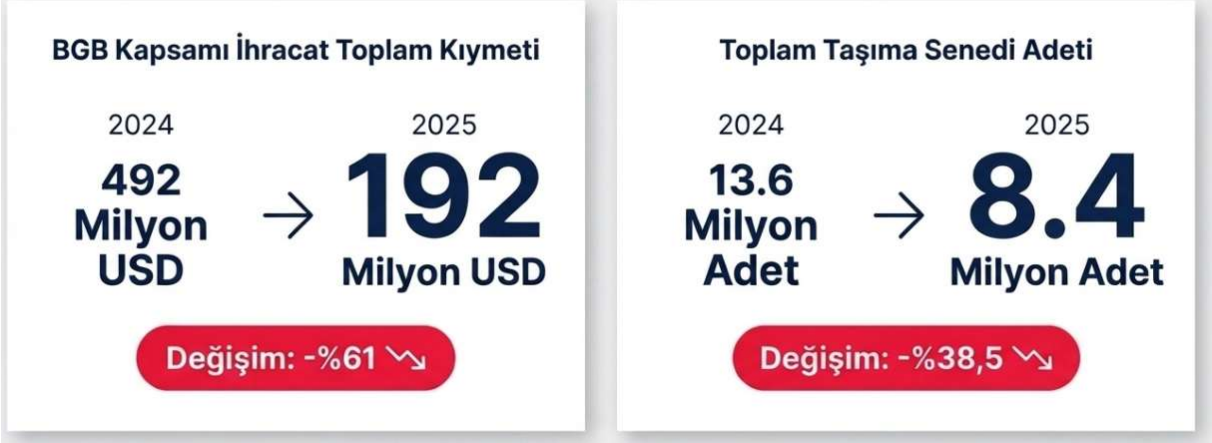 BGB Kapsamı İhracat Toplam Kıymeti
2024
492
Milyon
USD
→
2025
192
Milyon USD
Değişim: -%61
Toplam Taşıma Senedi Adeti
2024
13.6
Milyon
Adet
→
2025
8.4
Milyon Adet
Değişim: -%38,5